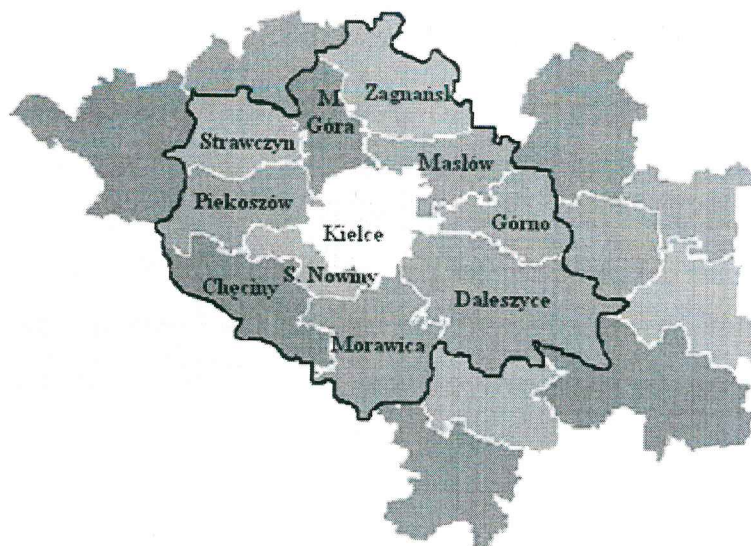 Zagnańsk
M.
Góra
Strawczyn
Masłów
Piekoszów
Górno
Kielce
S. Nowiny
Chęciny
Daleszyce
Morawica